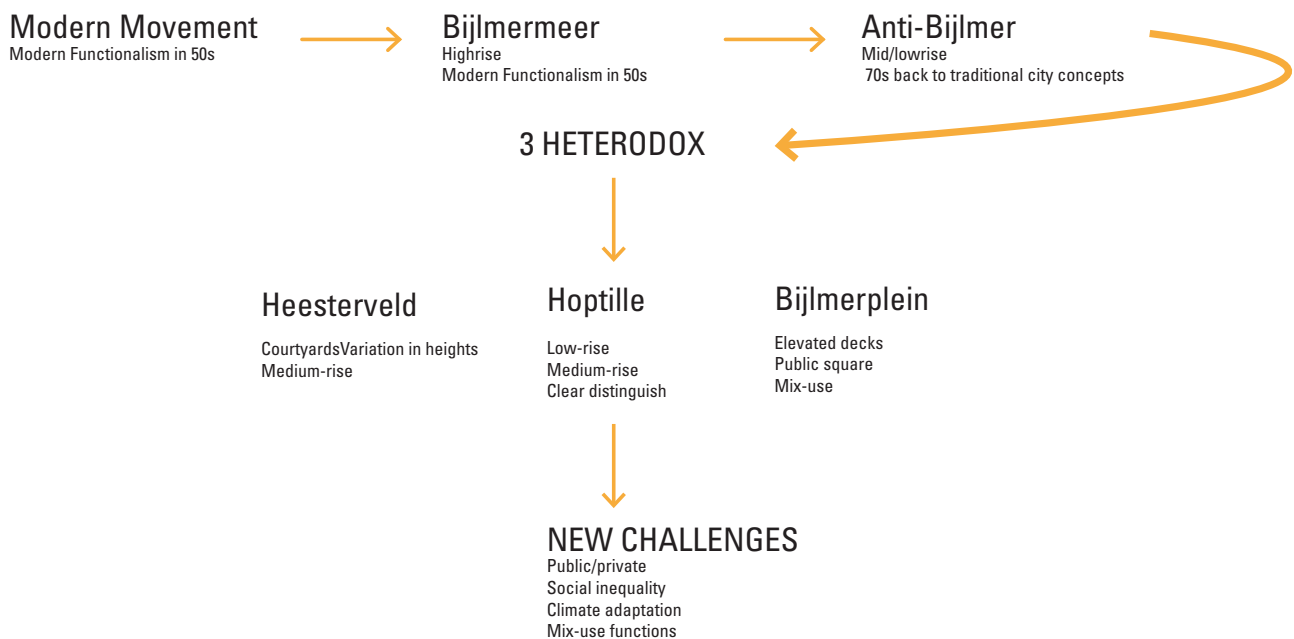 Modern Movement
Modern Functionalism in 50s
Bijlmermeer
Highrise
Modern Functionalism in 50s
Anti-Bijlmer
Mid/lowrise
70s back to traditional city concepts
3 HETERODOX
Heesterveld
CourtyardsVariation in heights
Medium-rise
Hoptille
Low-rise
Medium-rise
Clear distinguish
Bijlmerplein
Elevated decks
Public square
Mix-use
NEW CHALLENGES
Public/private
Social inequality
Climate adaptation
Mix-use functions